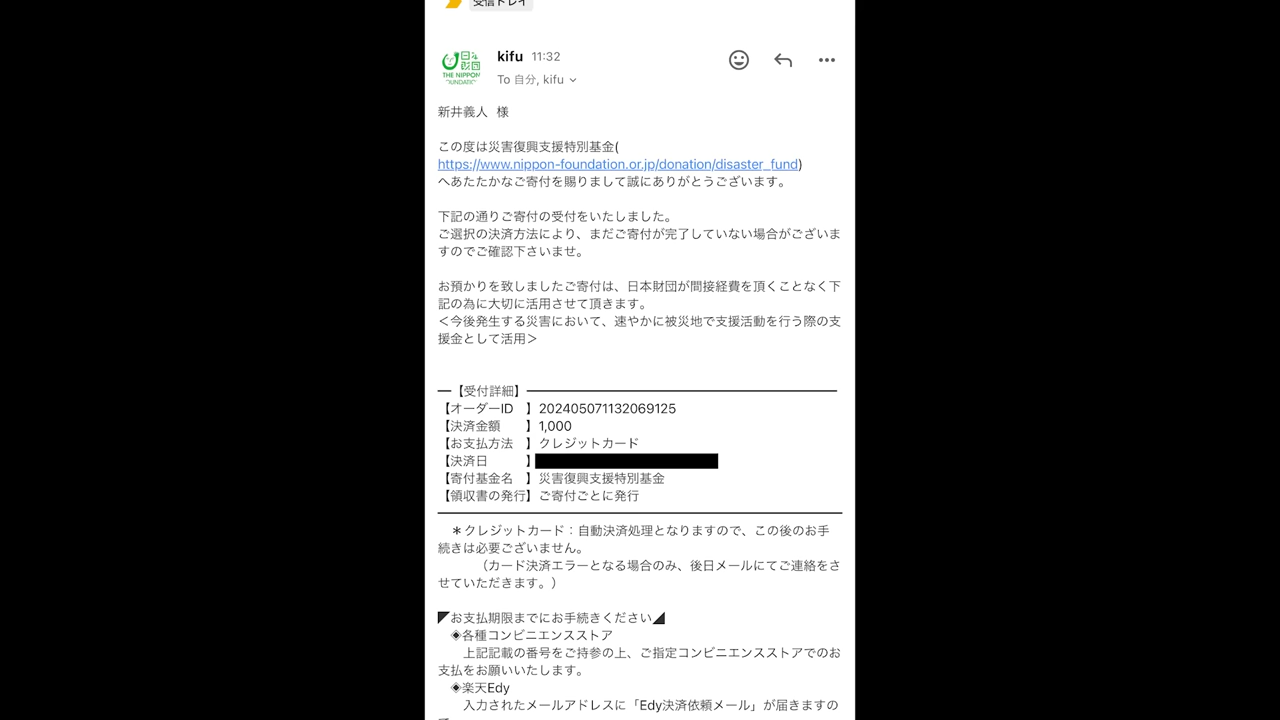 受信トレイ
kifu 11:32
THE NIPPON
FOUNDATION
To 自分, kifu
新井義人 様
この度は災害復興支援特別基金(
https://www.nippon-foundation.or.jp/donation/disaster_fund)
へあたたかなご寄付を賜りまして誠にありがとうございます。
下記の通りご寄付の受付をいたしました。
ご選択の決済方法により、まだご寄付が完了していない場合がございま
すのでご確認下さいませ。
お預かりを致しましたご寄付は、日本財団が間接経費を頂くことなく下
記の為に大切に活用させて頂きます。
＜今後発生する災害において、速やかに被災地で支援活動を行う際の支
援金として活用＞
━【受付詳細】━━━━━━━━━━━━━━━━━━━━━━━━━
【オーダーID　】202405071132069125
【決済金額　　】1,000
【お支払方法　】クレジットカード
【決済日　　　】
【寄付基金名　】災害復興支援特別基金
【領収書の発行】ご寄付ごとに発行
＊クレジットカード：自動決済処理となりますので、この後のお手
続きは必要ございません。
（カード決済エラーとなる場合のみ、後日メールにてご連絡をさ
せていただきます。）
◤お支払期限までにお手続きください◢
◈各種コンビニエンスストア
上記記載の番号をご持参の上、ご指定コンビニエンスストアでのお
支払をお願いいたします。
◈楽天Edy
入力されたメールアドレスに「Edy決済依頼メール」が届きますの